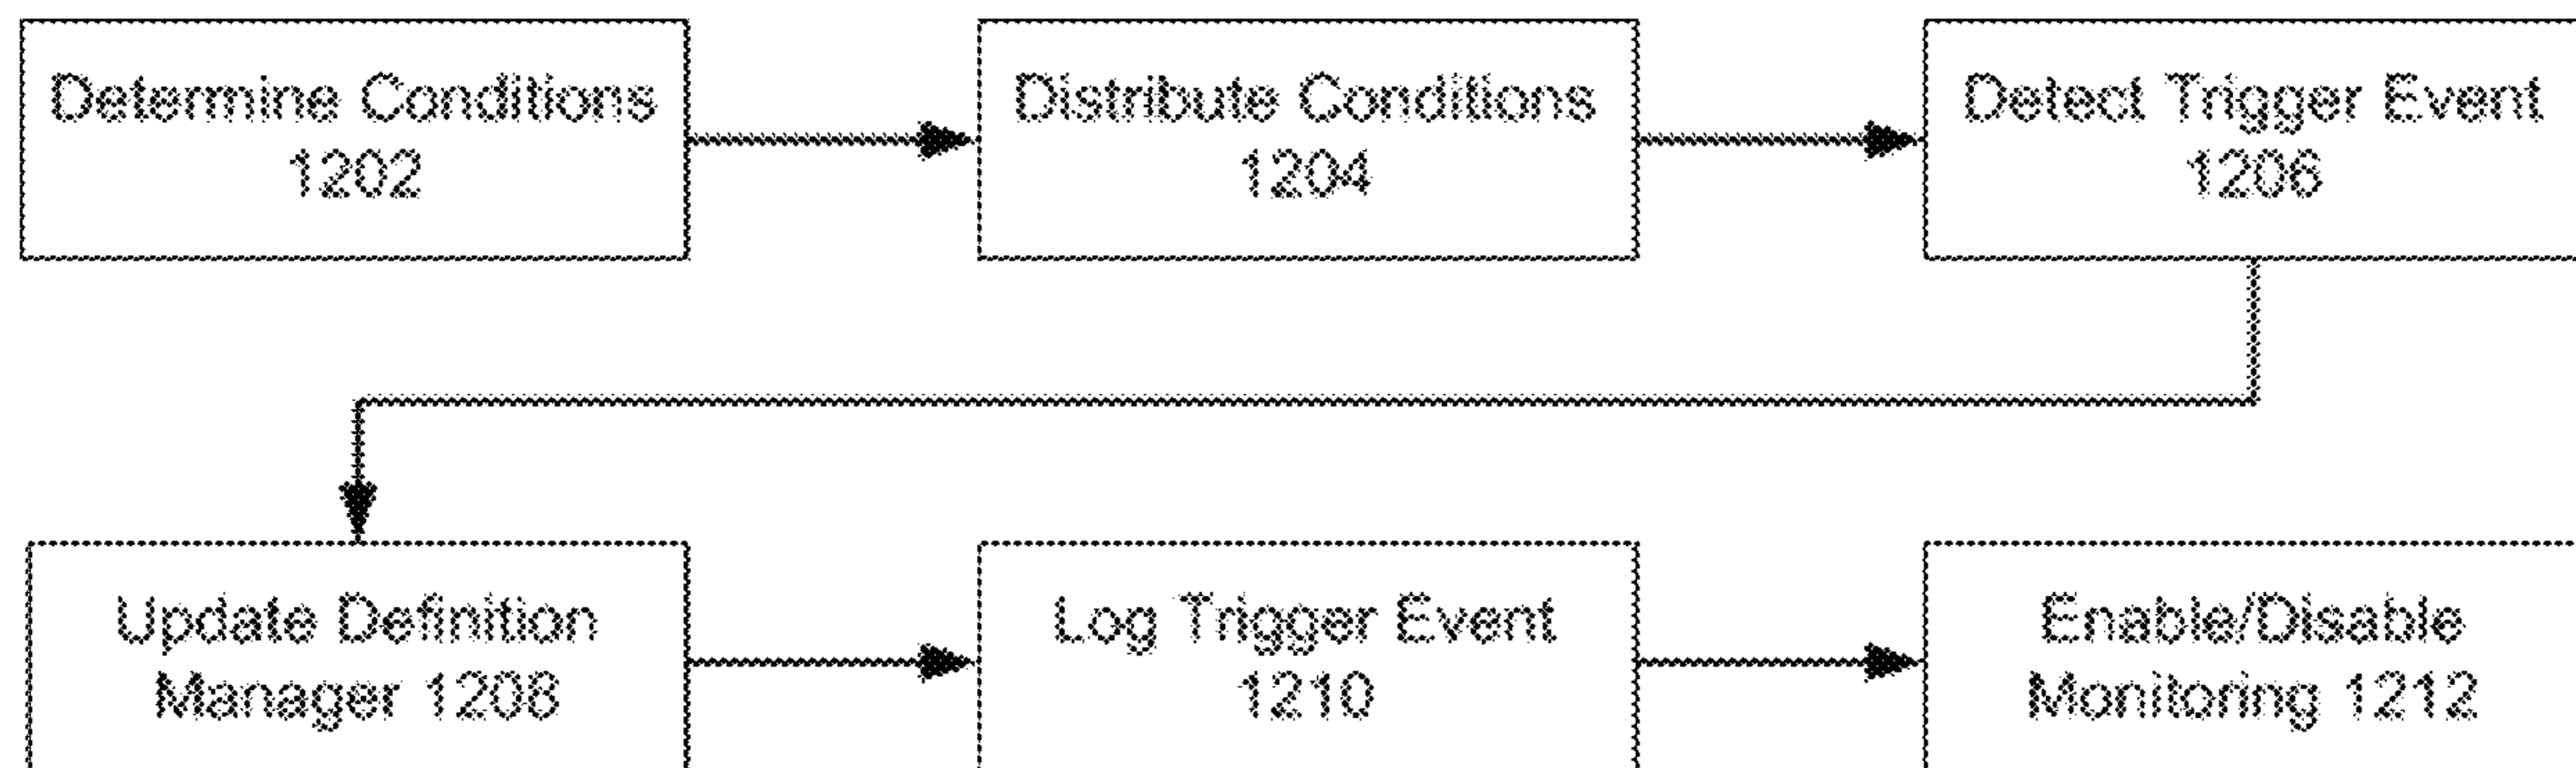 Determine Conditions
1202
Distribute Conditions
1204
Detect Trigger Event
1206
Update Definition
Manager 1208
Log Trigger Event
1210
Enable/Disable
Monitoring 1212